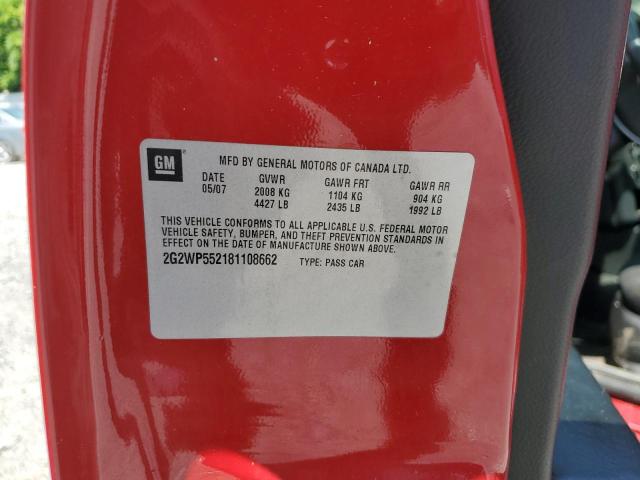 GM
MFD BY GENERAL MOTORS OF CANADA LTD.
DATE GVWR GAWR FRT GAWR RR
05/07 2008 KG 1104 KG 904 KG
4427 LB 2435 LB 1992 LB
THIS VEHICLE CONFORMS TO ALL APPLICABLE U.S. FEDERAL MOTOR
VEHICLE SAFETY, BUMPER, AND THEFT PREVENTION STANDARDS IN
EFFECT ON THE DATE OF MANUFACTURE SHOWN ABOVE.
2G2WP552181108662 TYPE: PASS CAR